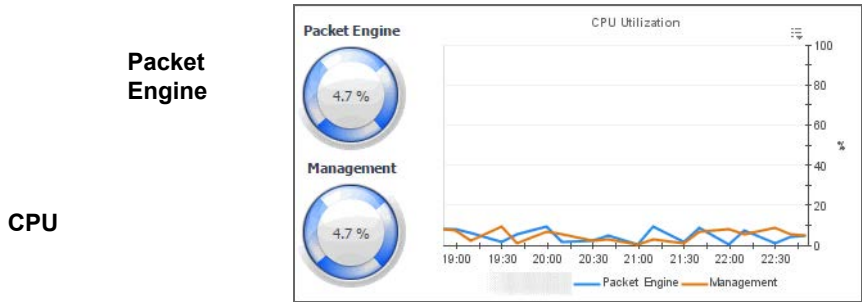 Packet
Engine
CPU
Packet Engine
4.7 %
Management
4.7 %
CPU Utilization
100
80
60
40
20
0
%
19:00 19:30 20:00 20:30 21:00 21:30 22:00 22:30
Packet Engine Management